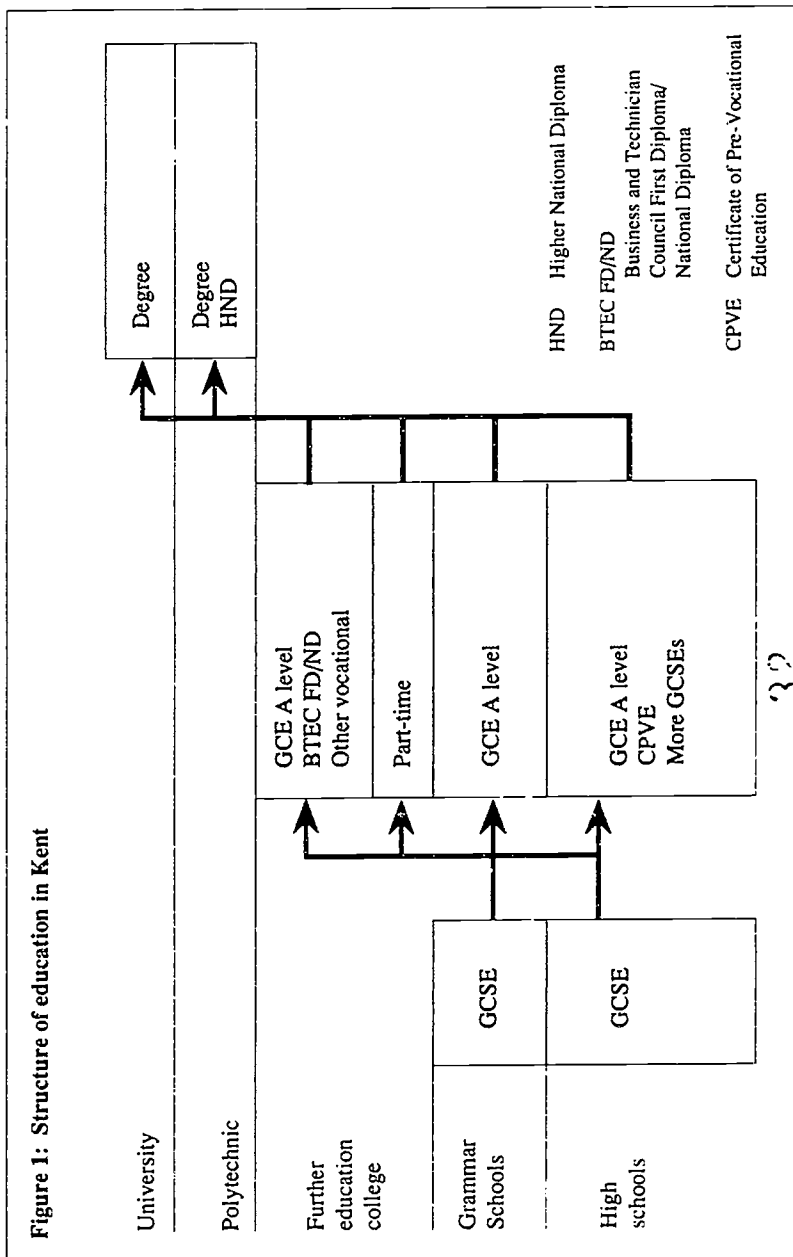 Figure 1: Structure of education in Kent
University
Degree
Polytechnic
Degree
HND
Further
education
college
GCE A level
BTEC FD/ND
Other vocational
Part-time
Grammar
Schools
GCSE
GCE A level
High
schools
GCSE
GCE A level
CPVE
More GCSEs
HND Higher National Diploma
BTEC FD/ND
Business and Technician
Council First Diploma/
National Diploma
CPVE Certificate of Pre-Vocational
Education